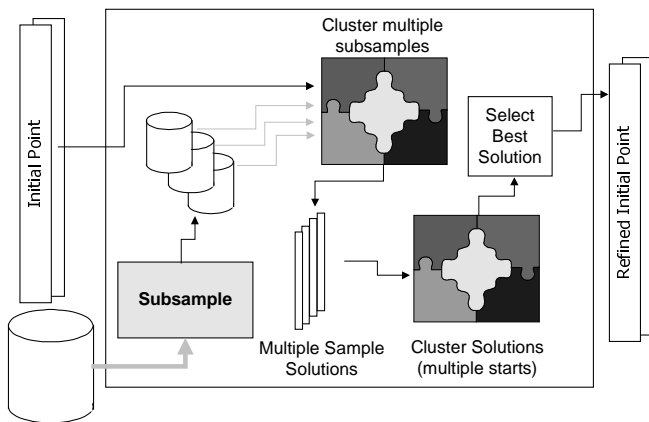 Cluster multiple
subsamples
Initial Point
Select
Best
Solution
Refined Initial Point
Subsample
Multiple Sample
Solutions
Cluster Solutions
(multiple starts)